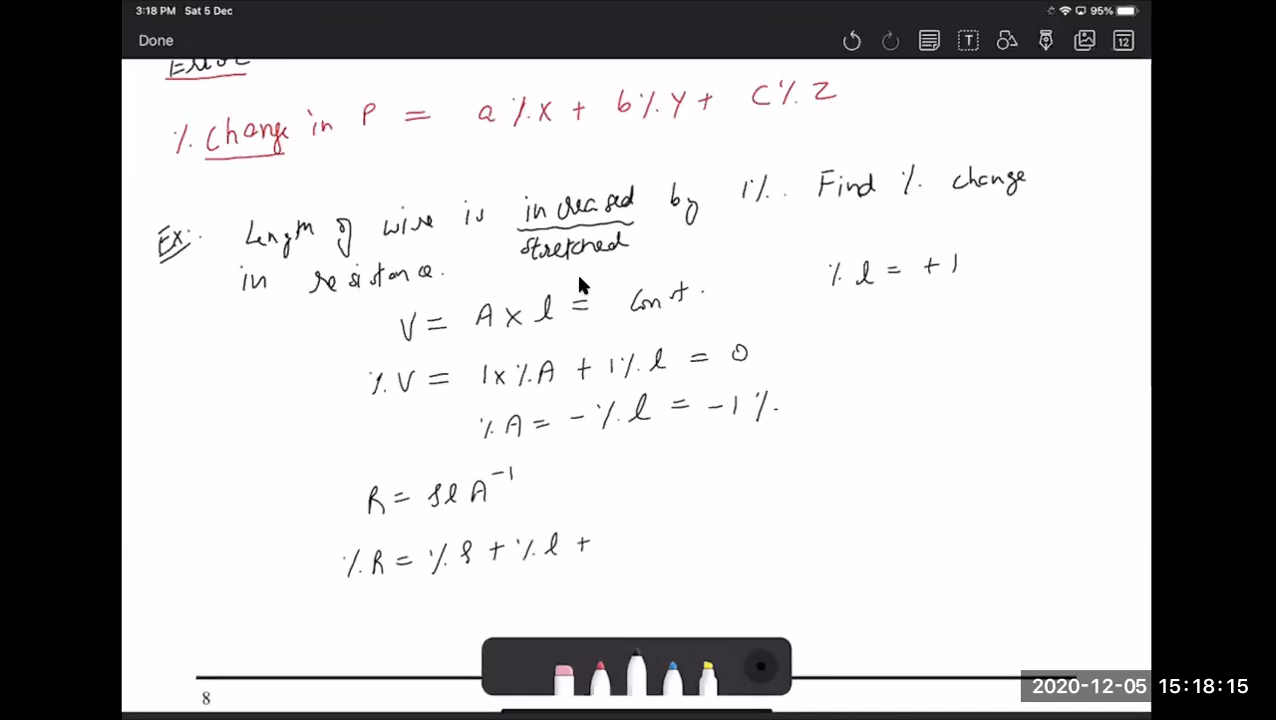 3:18 PM Sat 5 Dec
95%
Done
T
12
Error
% Change in P = a % X + b % Y + C % Z
Ex:- Length of wire is increased by 1%. Find % change
stretched
in resistance.
% l = +1
V = A × l = const.
% V = 1 × % A + 1 % l = 0
% A = - % l = -1 %.
R = ρl A⁻¹
% R = % ρ + % l +
8
2020-12-05 15:18:15